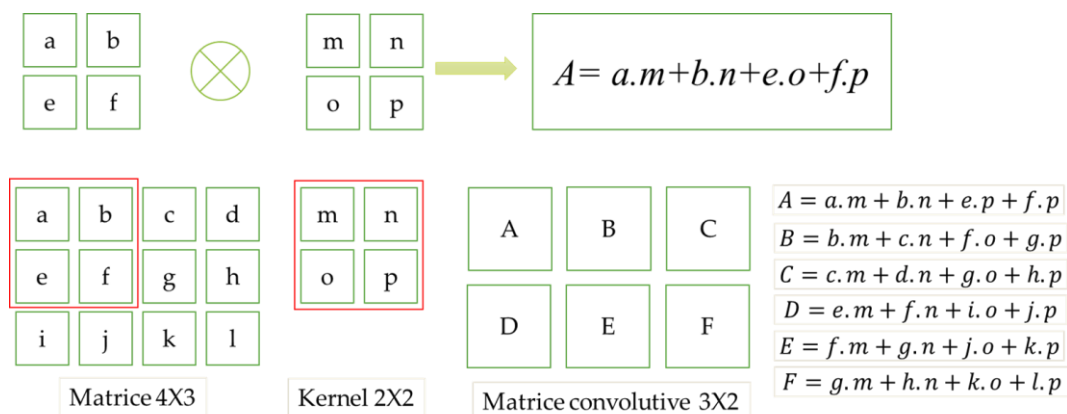 a b
e f
m n
o p
A= a.m+b.n+e.o+f.p
a b c d
e f g h
i j k l
m n
o p
A B C
D E F
A = a.m + b.n + e.p + f.p
B = b.m + c.n + f.o + g.p
C = c.m + d.n + g.o + h.p
D = e.m + f.n + i.o + j.p
E = f.m + g.n + j.o + k.p
F = g.m + h.n + k.o + l.p
Matrice 4X3
Kernel 2X2
Matrice convolutive 3X2